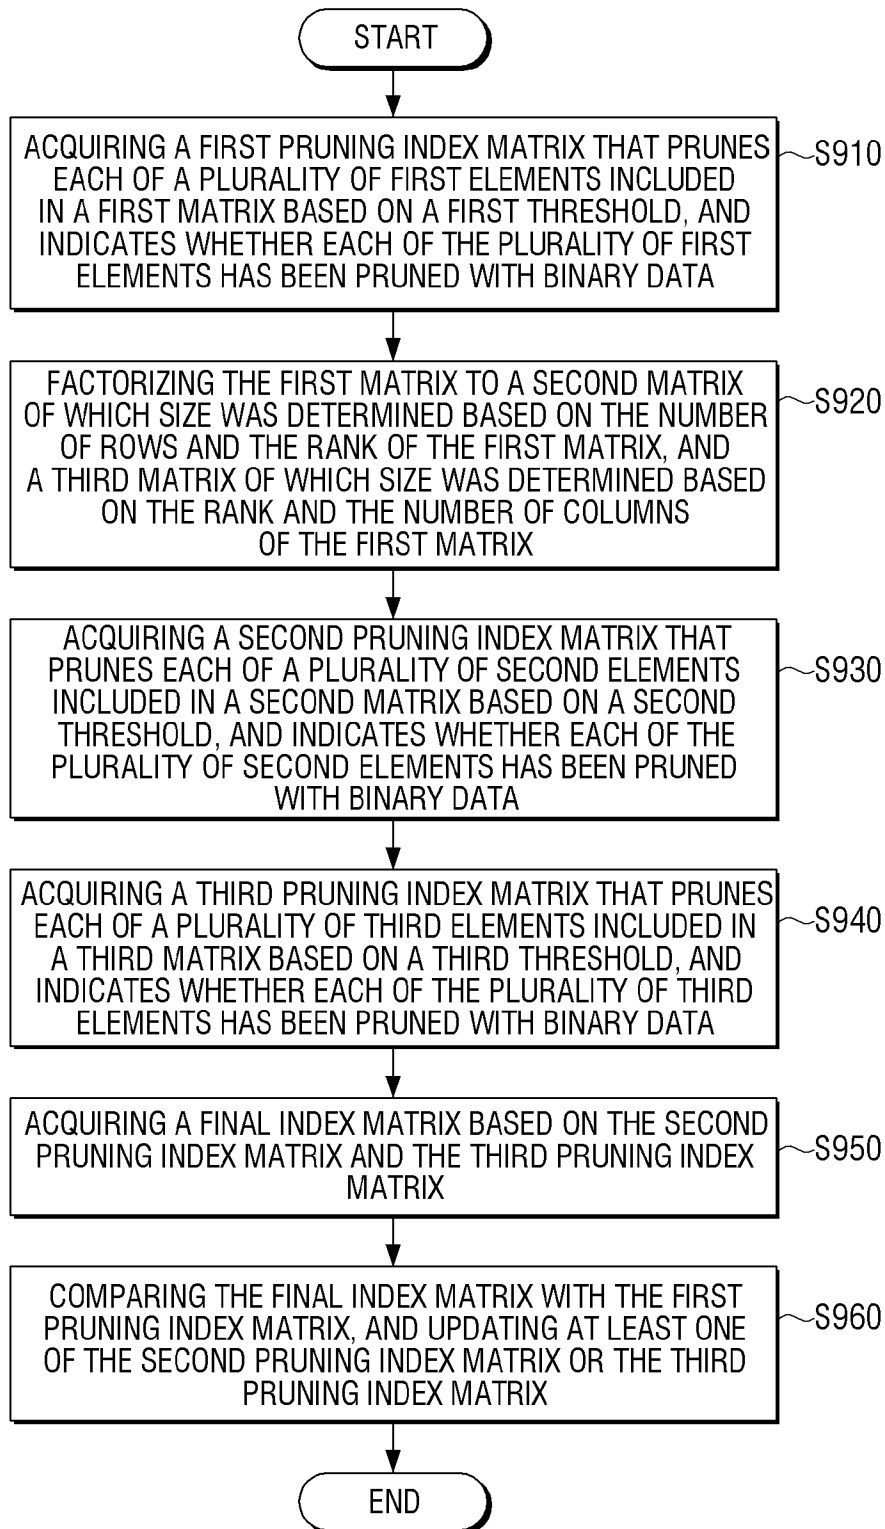 START
ACQUIRING A FIRST PRUNING INDEX MATRIX THAT PRUNES
EACH OF A PLURALITY OF FIRST ELEMENTS INCLUDED
IN A FIRST MATRIX BASED ON A FIRST THRESHOLD, AND
INDICATES WHETHER EACH OF THE PLURALITY OF FIRST
ELEMENTS HAS BEEN PRUNED WITH BINARY DATA
S910
FACTORIZING THE FIRST MATRIX TO A SECOND MATRIX
OF WHICH SIZE WAS DETERMINED BASED ON THE NUMBER
OF ROWS AND THE RANK OF THE FIRST MATRIX, AND
A THIRD MATRIX OF WHICH SIZE WAS DETERMINED BASED
ON THE RANK AND THE NUMBER OF COLUMNS
OF THE FIRST MATRIX
S920
ACQUIRING A SECOND PRUNING INDEX MATRIX THAT
PRUNES EACH OF A PLURALITY OF SECOND ELEMENTS
INCLUDED IN A SECOND MATRIX BASED ON A SECOND
THRESHOLD, AND INDICATES WHETHER EACH OF THE
PLURALITY OF SECOND ELEMENTS HAS BEEN PRUNED
WITH BINARY DATA
S930
ACQUIRING A THIRD PRUNING INDEX MATRIX THAT PRUNES
EACH OF A PLURALITY OF THIRD ELEMENTS INCLUDED IN
A THIRD MATRIX BASED ON A THIRD THRESHOLD, AND
INDICATES WHETHER EACH OF THE PLURALITY OF THIRD
ELEMENTS HAS BEEN PRUNED WITH BINARY DATA
S940
ACQUIRING A FINAL INDEX MATRIX BASED ON THE SECOND
PRUNING INDEX MATRIX AND THE THIRD PRUNING INDEX
MATRIX
S950
COMPARING THE FINAL INDEX MATRIX WITH THE FIRST
PRUNING INDEX MATRIX, AND UPDATING AT LEAST ONE
OF THE SECOND PRUNING INDEX MATRIX OR THE THIRD
PRUNING INDEX MATRIX
S960
END